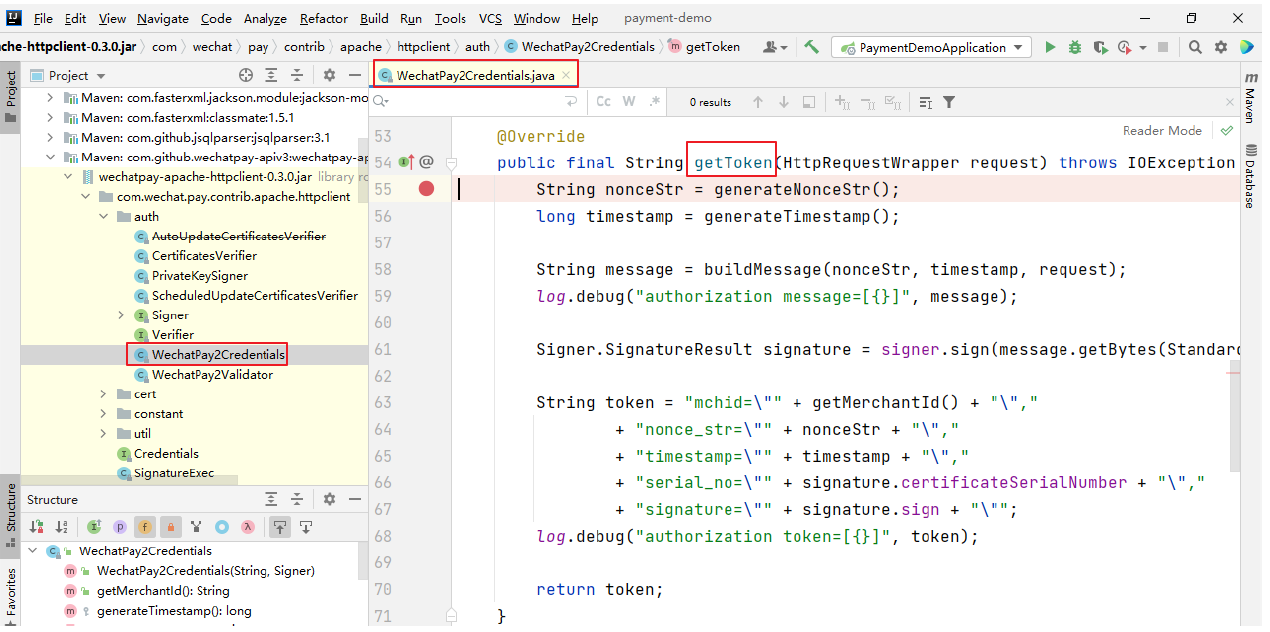 File Edit View Navigate Code Analyze Refactor Build Run Tools VCS Window Help payment-demo
che-httpclient-0.3.0.jar com wechat pay contrib apache httpclient auth WechatPay2Credentials getToken PaymentDemoApplication
Project
WechatPay2Credentials.java
Maven: com.fasterxml.jackson.module:jackson-mo
Maven: com.fasterxml:classmate:1.5.1
Maven: com.github.jsqlparser:jsqlparser:3.1
Maven: com.github.wechatpay-apiv3:wechatpay-ap
wechatpay-apache-httpclient-0.3.0.jar library ro
com.wechat.pay.contrib.apache.httpclient
auth
AutoUpdateCertificatesVerifier
CertificatesVerifier
PrivateKeySigner
ScheduledUpdateCertificatesVerifier
Signer
Verifier
WechatPay2Credentials
WechatPay2Validator
cert
constant
util
Credentials
SignatureExec
Structure
WechatPay2Credentials
WechatPay2Credentials(String, Signer)
getMerchantId(): String
generateTimestamp(): long
Project
Structure
Favorites
Cc W .* 0 results
Reader Mode
53 @Override
54 public final String getToken(HttpRequestWrapper request) throws IOException
55 String nonceStr = generateNonceStr();
56 long timestamp = generateTimestamp();
57
58 String message = buildMessage(nonceStr, timestamp, request);
59 log.debug("authorization message=[{}]", message);
60
61 Signer.SignatureResult signature = signer.sign(message.getBytes(Standard
62
63 String token = "mchid=\"" + getMerchantId() + "\","
64 + "nonce_str=\"" + nonceStr + "\","
65 + "timestamp=\"" + timestamp + "\","
66 + "serial_no=\"" + signature.certificateSerialNumber + "\","
67 + "signature=\"" + signature.sign + "\"";
68 log.debug("authorization token=[{}]", token);
69
70 return token;
71 }
Maven
Database